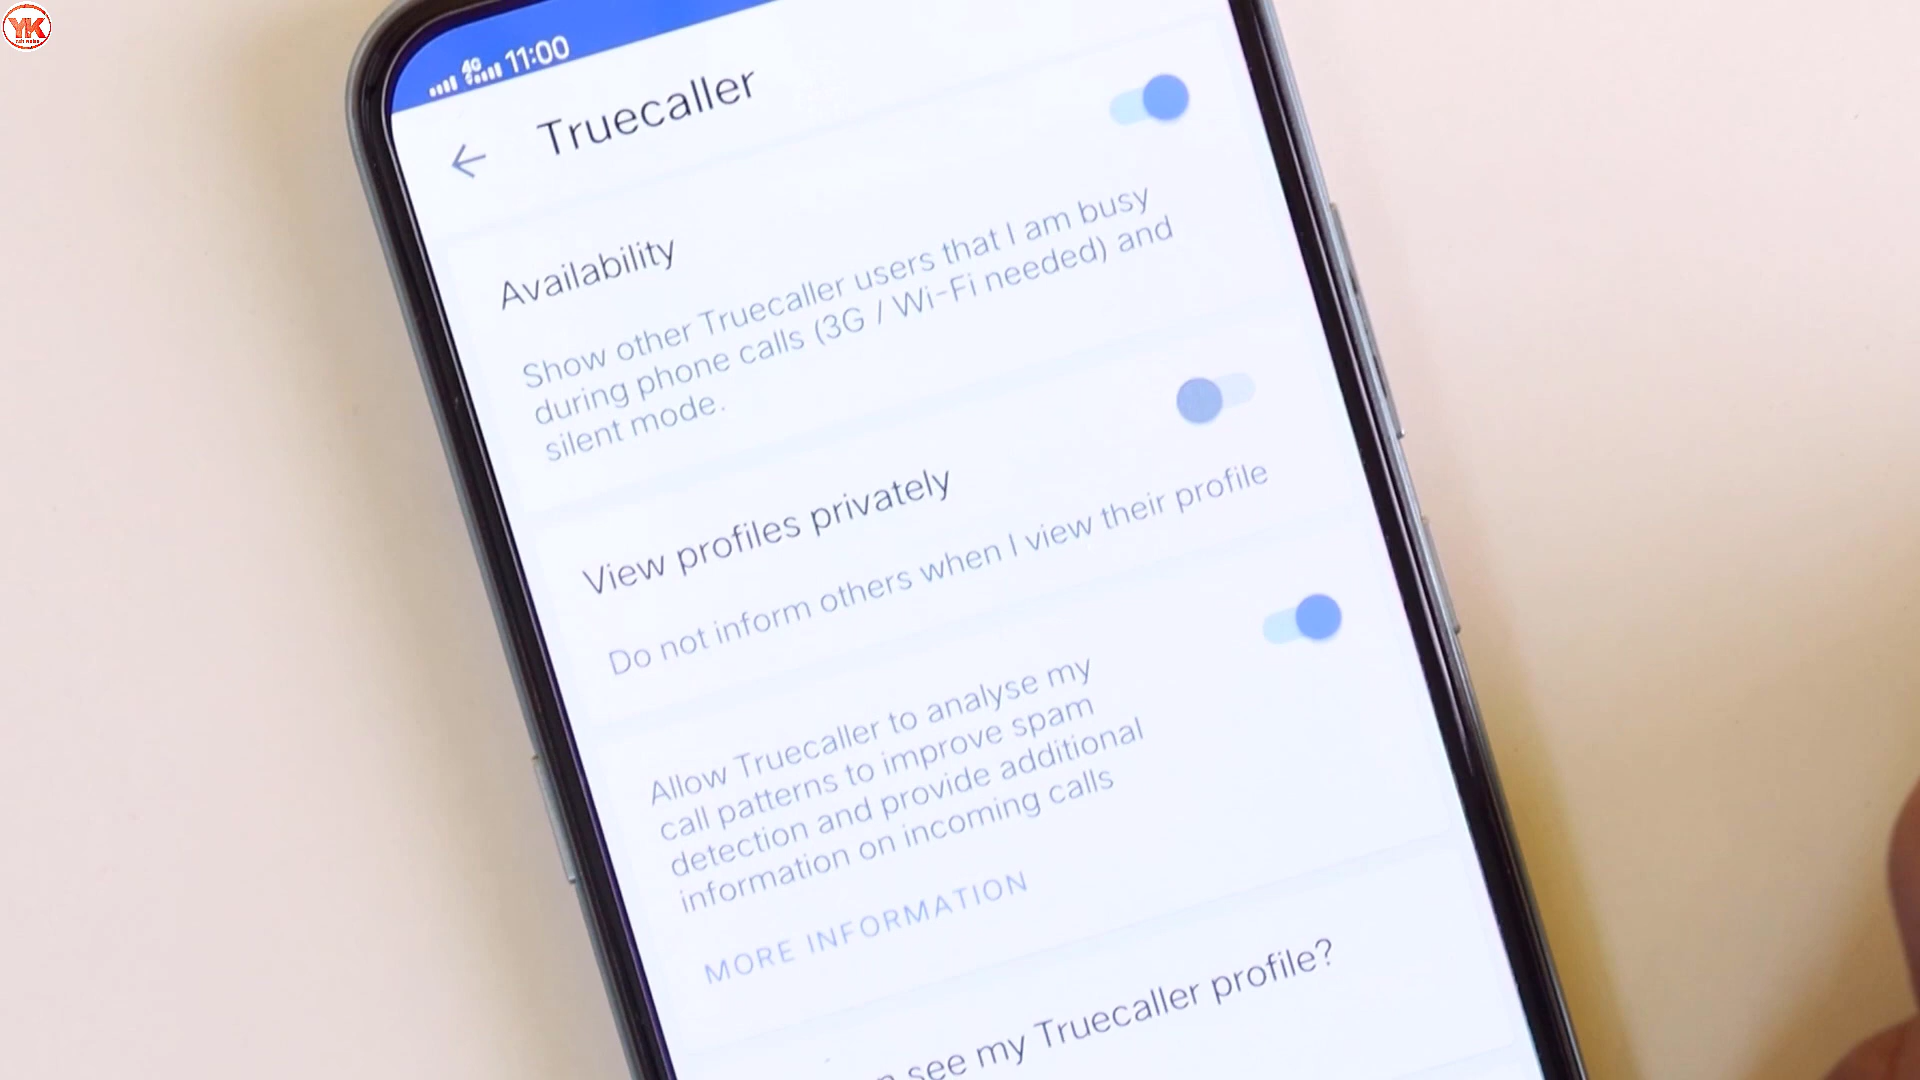 YK
4G 11:00
Truecaller
Availability
Show other Truecaller users that I am busy
during phone calls (3G / Wi-Fi needed) and
silent mode.
View profiles privately
Do not inform others when I view their profile
Allow Truecaller to analyse my
call patterns to improve spam
detection and provide additional
information on incoming calls
MORE INFORMATION
see my Truecaller profile?